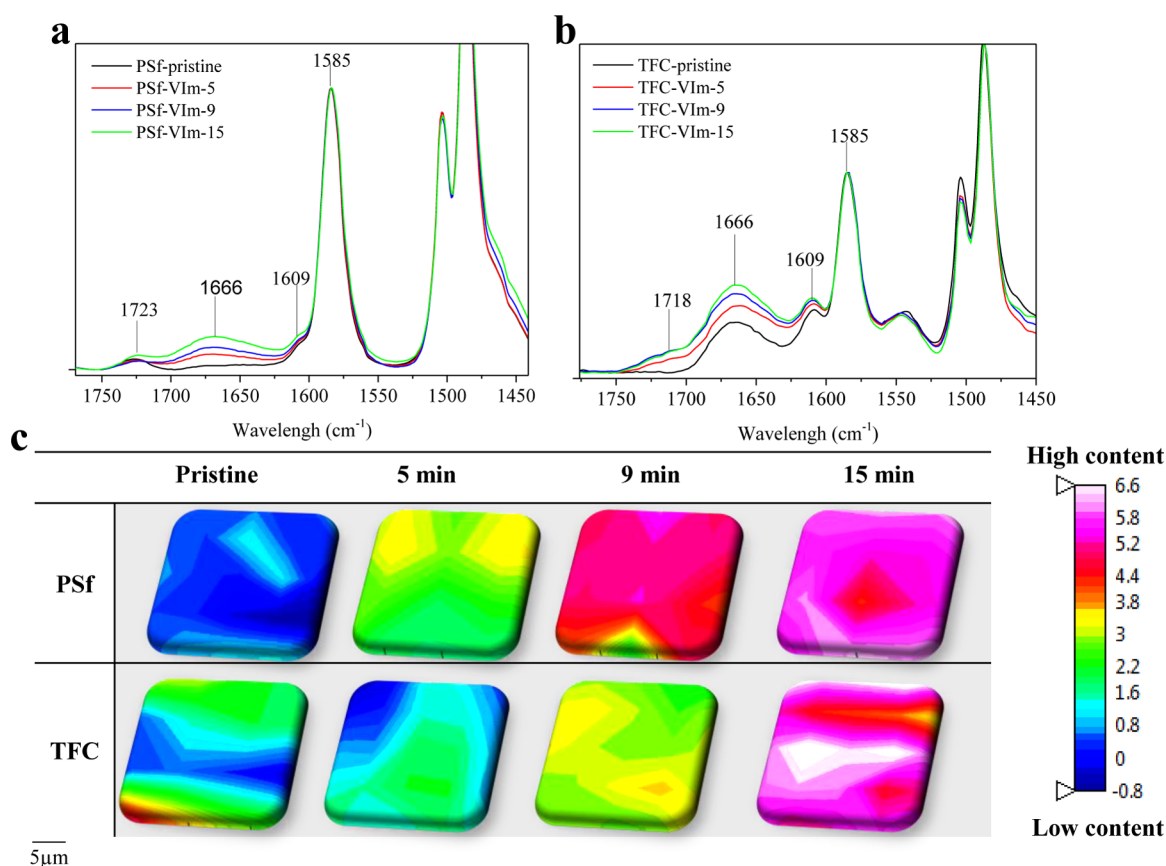 a
PSf-pristine
PSf-VIm-5
PSf-VIm-9
PSf-VIm-15
1585
1723
1666
1609
1750 1700 1650 1600 1550 1500 1450
Wavelengh (cm⁻¹)
b
TFC-pristine
TFC-VIm-5
TFC-VIm-9
TFC-VIm-15
1585
1666
1609
1718
1750 1700 1650 1600 1550 1500 1450
Wavelengh (cm⁻¹)
c
Pristine 5 min 9 min 15 min
PSf
TFC
5μm
High content
6.6
5.8
5.2
4.4
3.8
3
2.2
1.6
0.8
0
-0.8
Low content